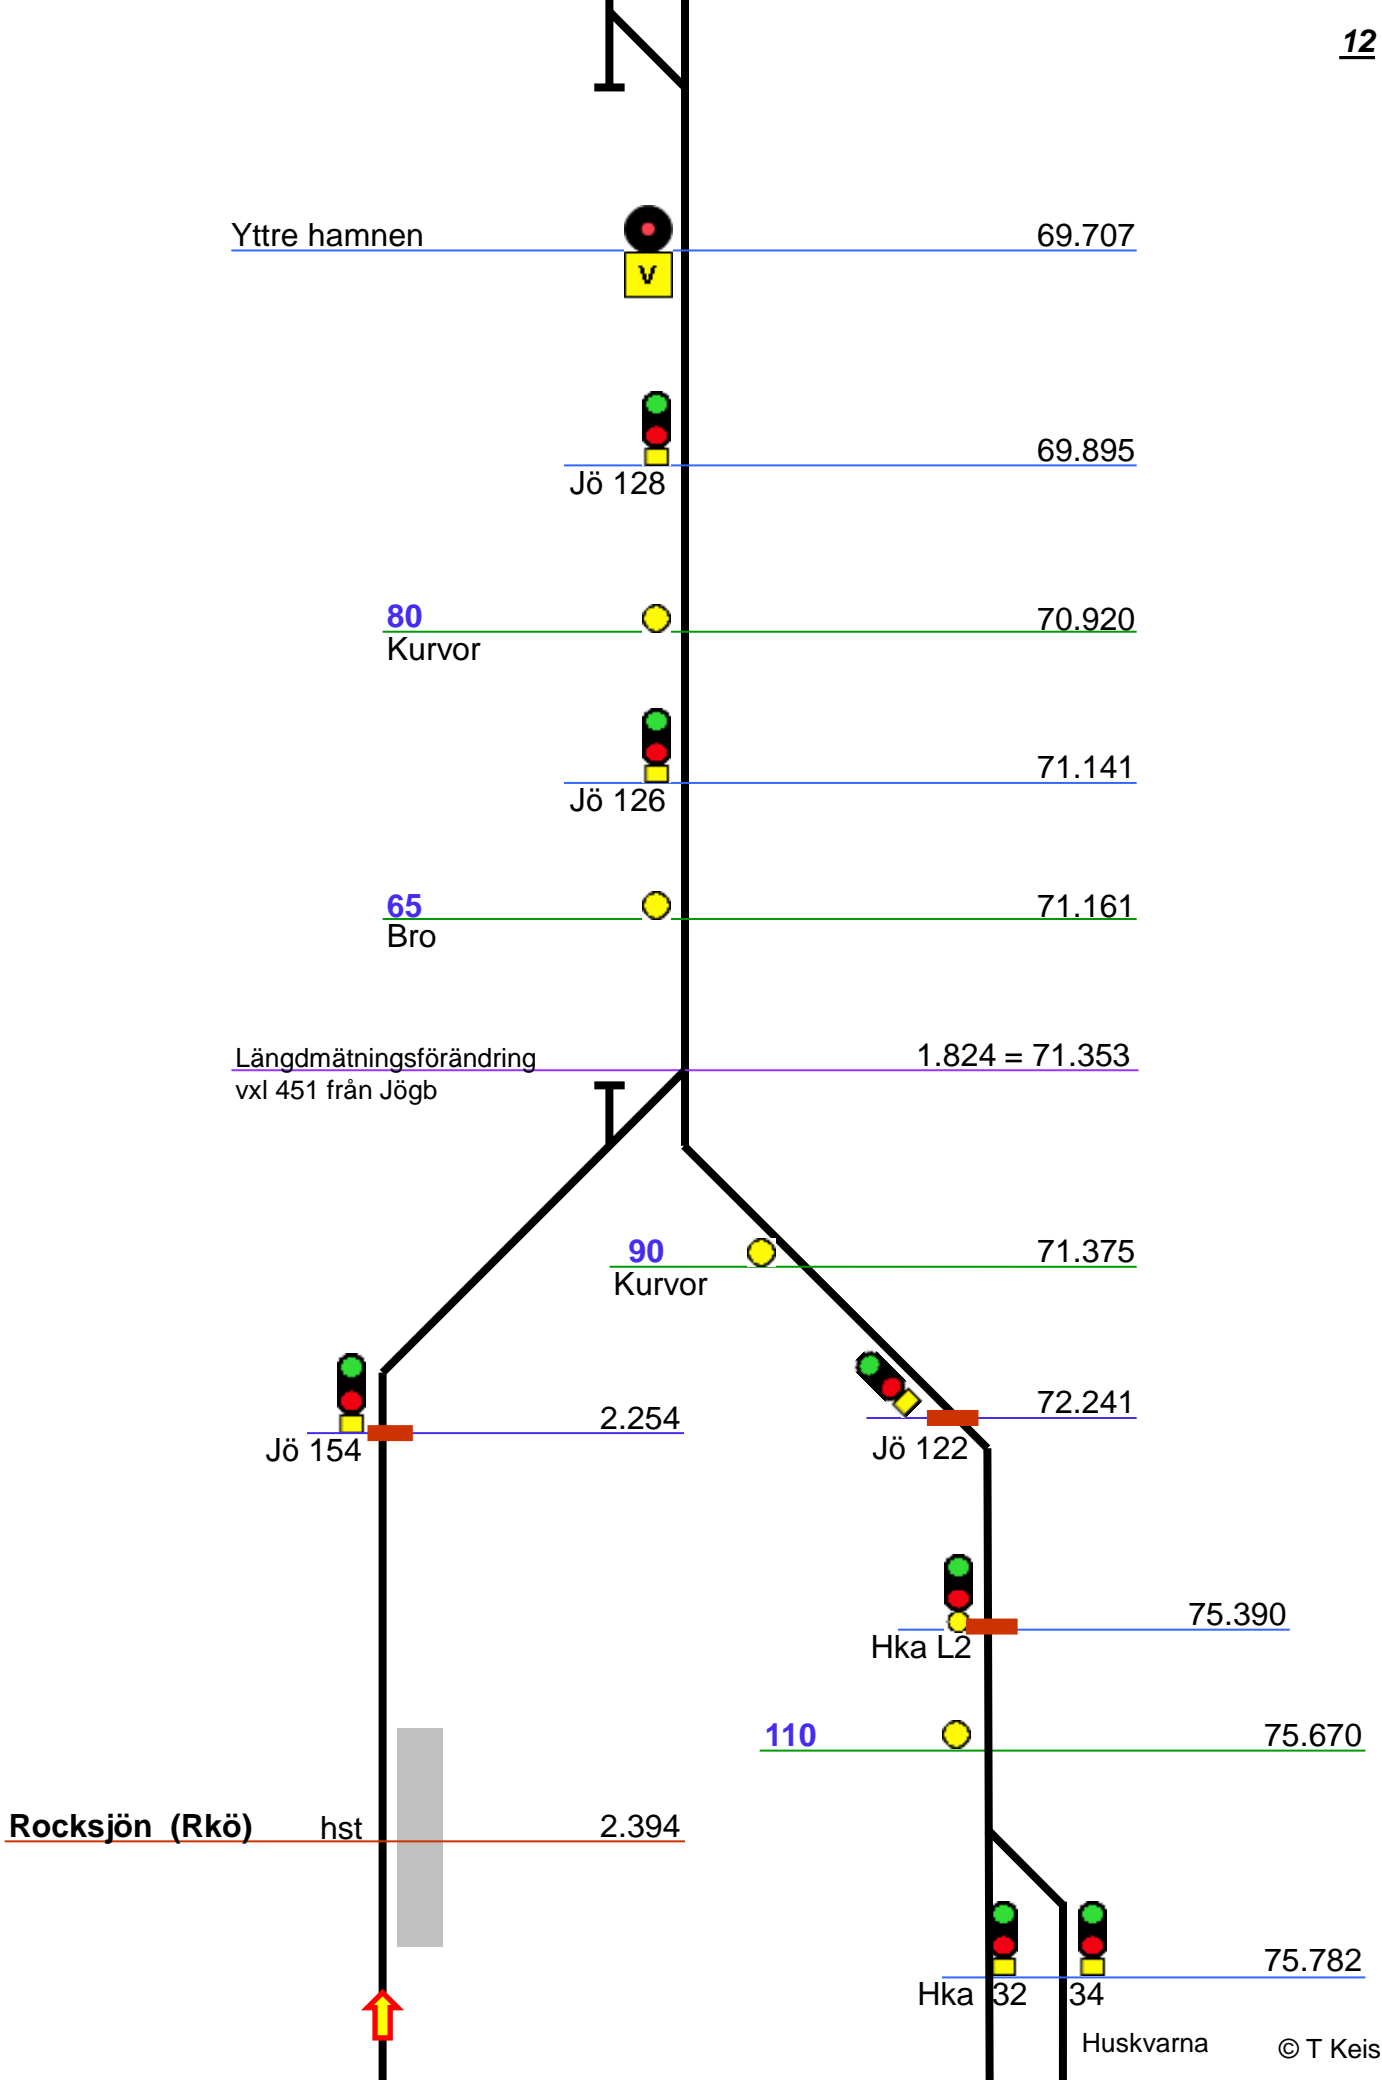 12
Yttre hamnen 69.707
V
69.895
Jö 128
80 70.920
Kurvor
71.141
Jö 126
65 71.161
Bro
Längdmätningsförändring 1.824 = 71.353
vxl 451 från Jögb
90 71.375
Kurvor
2.254 72.241
Jö 154 Jö 122
75.390
Hka L2
110 75.670
Rocksjön (Rkö) hst 2.394
75.782
Hka 32 34
Huskvarna © T Keis